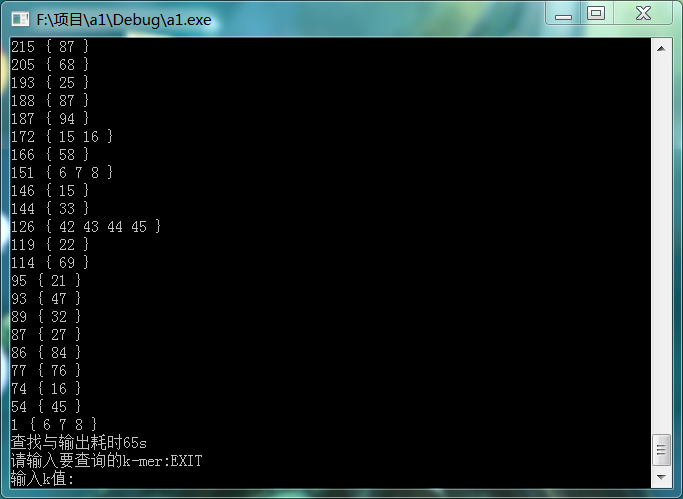 F:\项目\a1\Debug\a1.exe
215 { 87 }
205 { 68 }
193 { 25 }
188 { 87 }
187 { 94 }
172 { 15 16 }
166 { 58 }
151 { 6 7 8 }
146 { 15 }
144 { 33 }
126 { 42 43 44 45 }
119 { 22 }
114 { 69 }
95 { 21 }
93 { 47 }
89 { 32 }
87 { 27 }
86 { 84 }
77 { 76 }
74 { 16 }
54 { 45 }
1 { 6 7 8 }
查找与输出耗时65s
请输入要查询的k-mer:EXIT
输入k值: